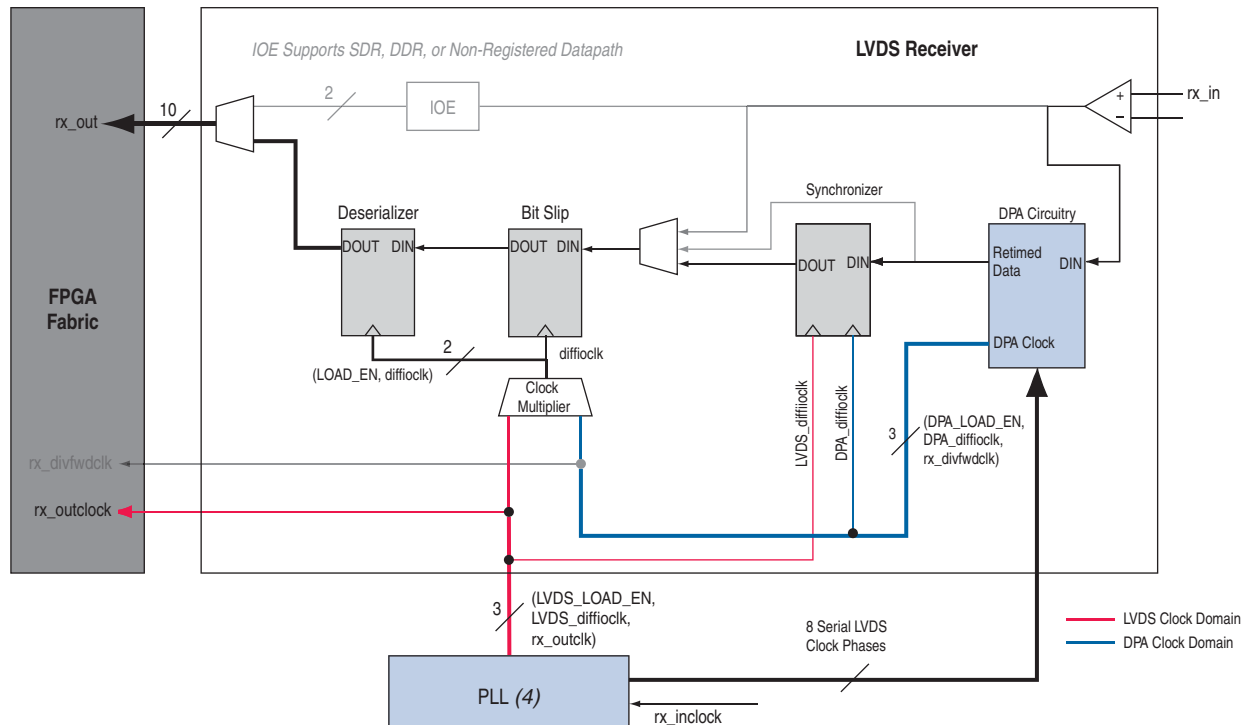 IOE Supports SDR, DDR, or Non-Registered Datapath
LVDS Receiver
rx_in
+
–
2
IOE
10
rx_out
Synchronizer
Deserializer
Bit Slip
DPA Circuitry
DOUT DIN
DOUT DIN
DOUT DIN
Retimed
Data
DIN
FPGA
Fabric
DPA Clock
2
(LOAD_EN, diffioclk)
diffioclk
Clock
Multiplier
LVDS_diffiioclk
DPA_diffioclk
3
(DPA_LOAD_EN,
DPA_diffioclk,
rx_divfwdclk)
rx_divfwdclk
rx_outclock
3
(LVDS_LOAD_EN,
LVDS_diffioclk,
rx_outclk)
8 Serial LVDS
Clock Phases
LVDS Clock Domain
DPA Clock Domain
PLL (4)
rx_inclock